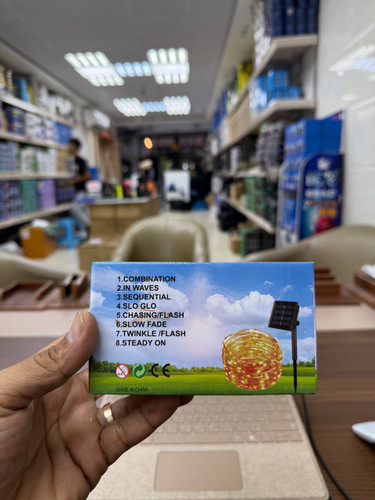 1.COMBINATION
2.IN WAVES
3.SEQUENTIAL
4.SLO GLO
5.CHASING/FLASH
6.SLOW FADE
7.TWINKLE /FLASH
8.STEADY ON
CE
MADE IN CHINA